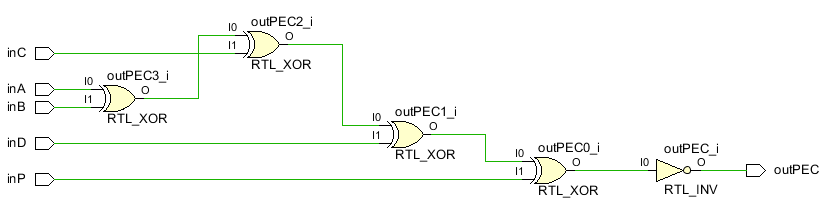 outPEC2_i
I0
I1
O
RTL_XOR
inC
outPEC3_i
inA
I0
inB
I1
O
RTL_XOR
outPEC1_i
I0
I1
O
RTL_XOR
inD
outPEC0_i
I0
I1
O
RTL_XOR
inP
outPEC_i
I0
O
RTL_INV
outPEC